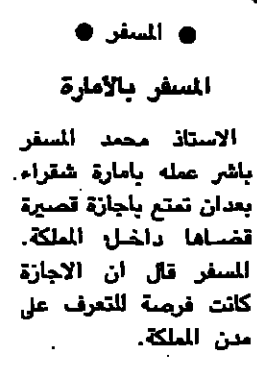 ● المسفر ●
المسفر بالأمارة
الاستاذ محمد المسفر
باشر عمله بامارة شقراء.
بعدان تمتع باجازة قصيرة
قضاها داخل المملكة.
المسفر قال ان الاجازة
كانت فرصة للتعرف على
مدن المملكة.